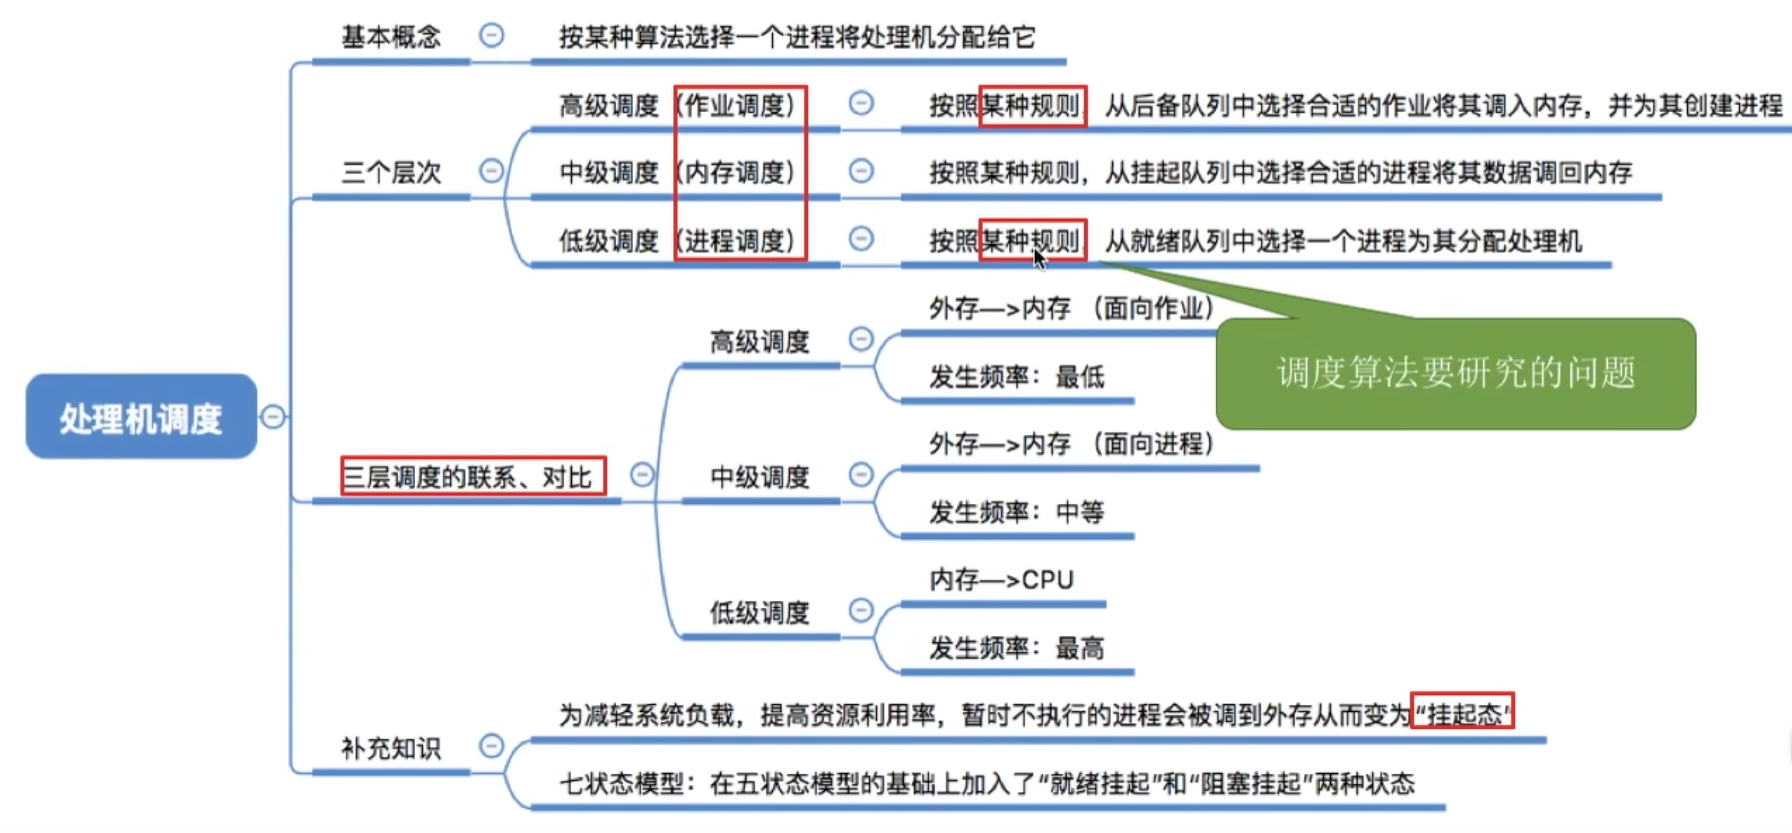 基本概念
按某种算法选择一个进程将处理机分配给它
高级调度（作业调度）
按照某种规则，从后备队列中选择合适的作业将其调入内存，并为其创建进程
三个层次
中级调度（内存调度）
按照某种规则，从挂起队列中选择合适的进程将其数据调回内存
低级调度（进程调度）
按照某种规则，从就绪队列中选择一个进程为其分配处理机
外存—>内存 （面向作业）
高级调度
调度算法要研究的问题
发生频率：最低
处理机调度
外存—>内存 （面向进程）
三层调度的联系、对比
中级调度
发生频率：中等
内存—>CPU
低级调度
发生频率：最高
为减轻系统负载，提高资源利用率，暂时不执行的进程会被调到外存从而变为“挂起态”
补充知识
七状态模型：在五状态模型的基础上加入了“就绪挂起”和“阻塞挂起”两种状态